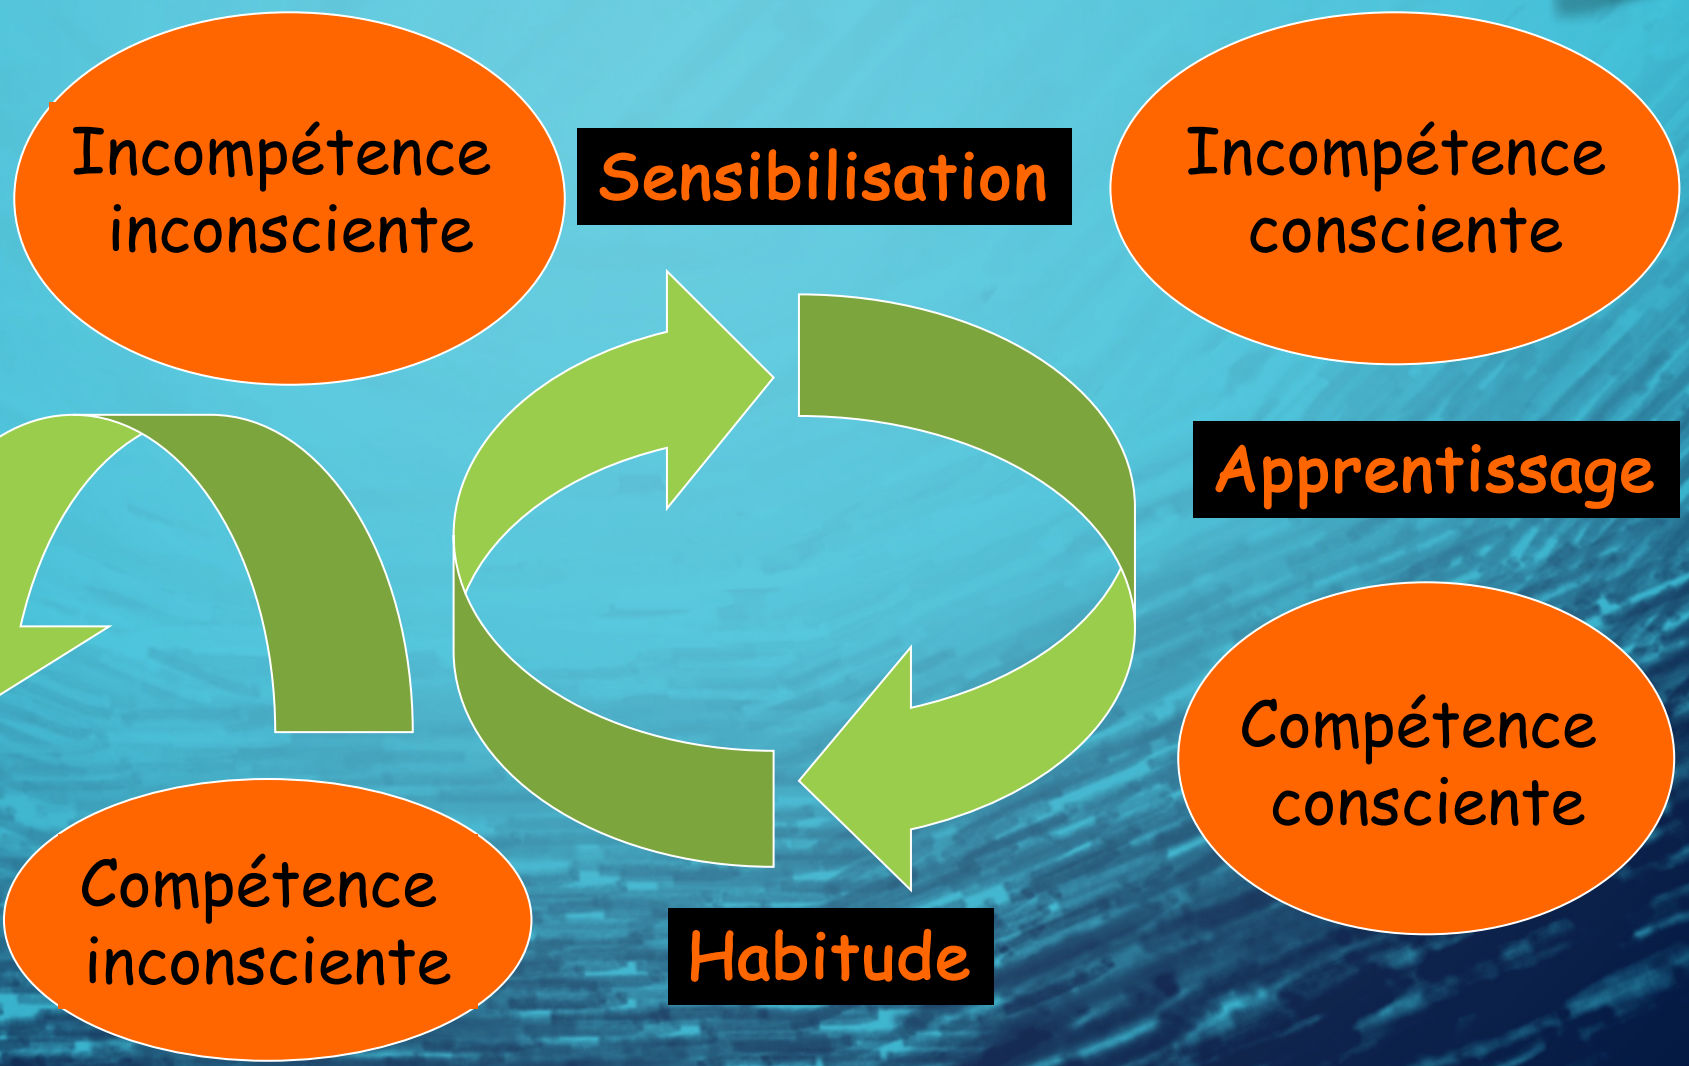 Incompétence
inconsciente
Sensibilisation
Incompétence
consciente
Apprentissage
Compétence
consciente
Habitude
Compétence
inconsciente